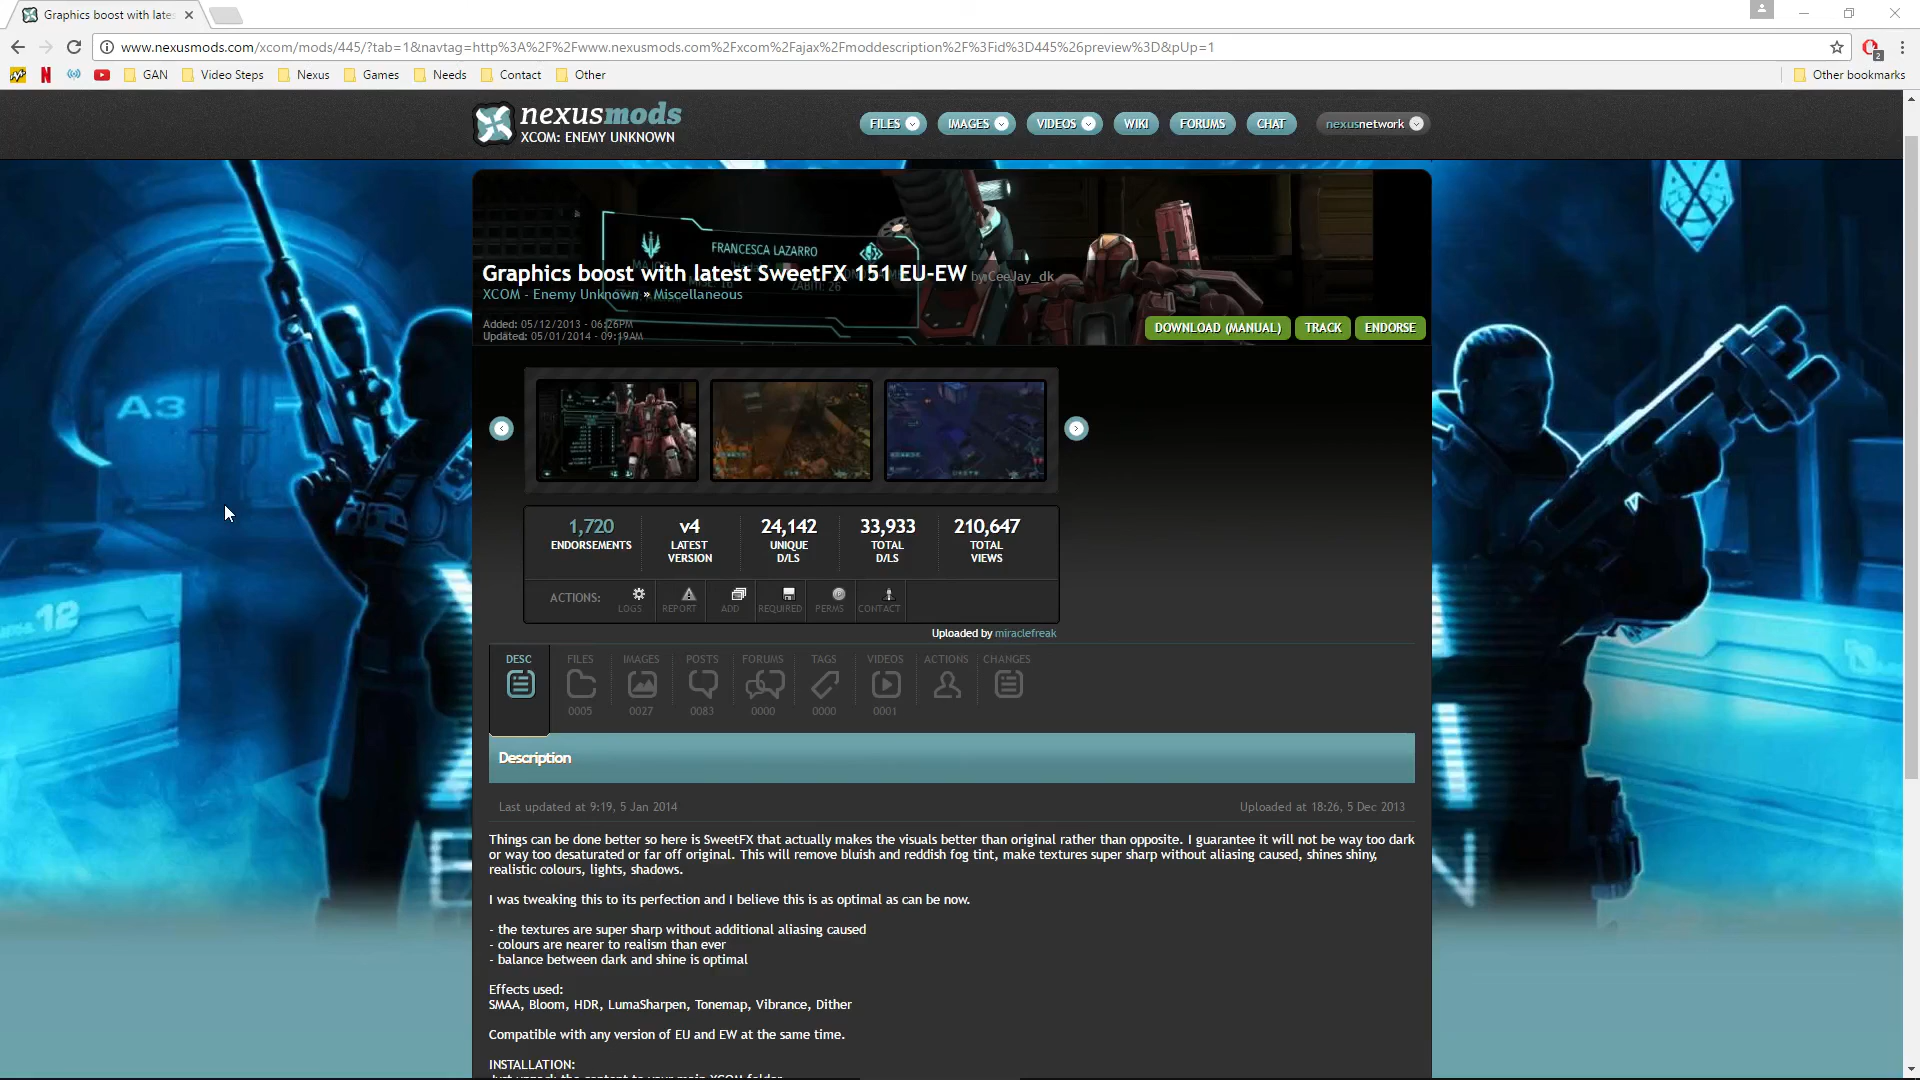 Graphics boost with late
www.nexusmods.com/xcom/mods/445/?tab=1&navtag=http%3A%2F%2Fwww.nexusmods.com%2Fxcom%2Fajax%2Fmoddescription%2F%3Fid%3D445%26preview%3D&pUp=1
2
GAN Video Steps Nexus Games Needs Contact Other Other bookmarks
nexusmods
XCOM: ENEMY UNKNOWN
FILES IMAGES VIDEOS WIKI FORUMS CHAT nexusnetwork
FRANCESCA LAZARRO
Graphics boost with latest SweetFX 151 EU-EW by CeeJay_dk
XCOM - Enemy Unknown » Miscellaneous
Added: 05/12/2013 - 06:26PM
Updated: 05/01/2014 - 09:19AM
DOWNLOAD (MANUAL) TRACK ENDORSE
A3
12
1,720 v4 24,142 33,933 210,647
ENDORSEMENTS LATEST UNIQUE TOTAL TOTAL
VERSION D/LS D/LS VIEWS
ACTIONS: LOGS REPORT ADD REQUIRED PERMS CONTACT
Uploaded by miraclefreak
DESC FILES IMAGES POSTS FORUMS TAGS VIDEOS ACTIONS CHANGES
0005 0027 0083 0000 0000 0001
Description
Last updated at 9:19, 5 Jan 2014 Uploaded at 18:26, 5 Dec 2013
Things can be done better so here is SweetFX that actually makes the visuals better than original rather than opposite. I guarantee it will not be way too dark
or way too desaturated or far off original. This will remove bluish and reddish fog tint, make textures super sharp without aliasing caused, shines shiny,
realistic colours, lights, shadows.
I was tweaking this to its perfection and I believe this is as optimal as can be now.
- the textures are super sharp without additional aliasing caused
- colours are nearer to realism than ever
- balance between dark and shine is optimal
Effects used:
SMAA, Bloom, HDR, LumaSharpen, Tonemap, Vibrance, Dither
Compatible with any version of EU and EW at the same time.
INSTALLATION: